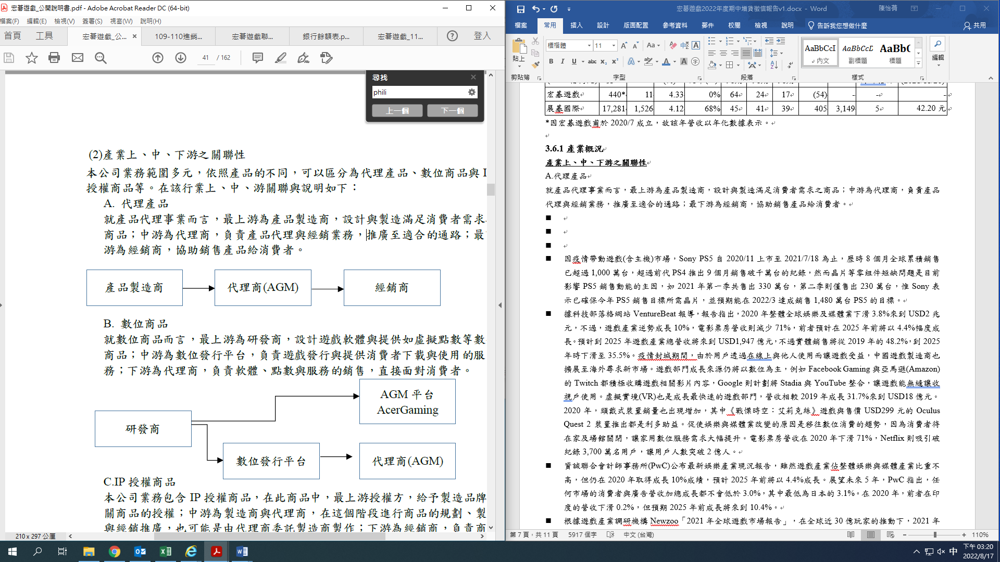 宏碁遊戲_公開說明書.pdf - Adobe Acrobat Reader DC (64-bit)
檔案(F) 編輯(E) 檢視(V) 簽署(S) 視窗(W) 說明(H)
首頁 工具 宏碁遊戲_公... × 109-110進銷... 宏碁遊戲聯... 銀行餘額表.p... 宏碁遊戲_11... 登入
41 / 162
尋找
phili
上一個 下一個
(2)產業上、中、下游之關聯性
本公司業務範圍多元，依照產品的不同，可以區分為代理產品、數位商品與 I
授權商品等。在該行業上、中、游關聯與說明如下：
A. 代理產品
就產品代理事業而言，最上游為產品製造商，設計與製造滿足消費者需求
商品；中游為代理商，負責產品代理與經銷業務，推廣至適合的通路；最
游為經銷商，協助銷售產品給消費者。
產品製造商 代理商(AGM) 經銷商
B. 數位商品
就數位商品而言，最上游為研發商，設計遊戲軟體與提供如虛擬點數等數
商品；中游為數位發行平台，負責遊戲發行與提供消費者下載與使用的服
務；下游為代理商，負責軟體、點數與服務的銷售，直接面對消費者。
AGM 平台
AcerGaming
研發商
數位發行平台 代理商(AGM)
C.IP 授權商品
本公司業務包含 IP 授權商品，在此商品中，最上游授權方，給予製造品牌
關商品的授權；中游為製造商與代理商，在這個階段進行商品的規劃、製
與經銷推廣，也可能是由代理商委託製造商製作；下游為經銷商，負責商
210 x 297 公厘
宏碁遊戲2022年度期中增貸徵信報告v1.docx - Word 陳怡蒨
檔案 常用 插入 設計 版面配置 參考資料 郵件 校閱 檢視 說明 告訴我您想做什麼 共用
貼上 標楷體 11 AaBbCcI AaBbCcD AaBbC 編輯
內文 副標題 標題
剪貼簿 字型 段落 樣式
宏碁遊戲 440* 11 4.33 0% 64 24 17 (54) - - -
展碁國際 17,281 1,526 4.12 68% 45 41 39 405 3,149 5 42.20 元
*因宏碁遊戲甫於 2020/7 成立，故該年營收以年化數據表示。
3.6.1 產業概況
產業上、中、下游之關聯性
A.代理產品
就產品代理事業而言，最上游為產品製造商，設計與製造滿足消費者需求之商品；中游為代理商，負責產品
代理與經銷業務，推廣至適合的通路；最下游為經銷商，協助銷售產品給消費者。
因疫情帶動遊戲(含主機)市場，Sony PS5 自 2020/11 上市至 2021/7/18 為止，歷時 8 個月全球累積銷售
已超過 1,000 萬台，超過前代 PS4 推出 9 個月銷售破千萬台的紀錄，然而晶片等零組件短缺問題是目前
影響 PS5 銷售動能的主因，如 2021 年第一季共售出 330 萬台，第二季則僅售出 230 萬台，惟 Sony 表
示已確保今年 PS5 銷售目標所需晶片，並預期能在 2022/3 達成銷售 1,480 萬台 PS5 的目標。
據科技部落格網站 VentureBeat 報導，報告指出，2020 年整體全球娛樂及媒體業下滑 3.8%來到 USD2 兆
元，不過，遊戲產業逆勢成長 10%，電影票房營收則減少 71%，前者預計在 2025 年前將以 4.4%幅度成
長。預計到 2025 年遊戲產業總營收將來到 USD1,947 億元，不過實體銷售將從 2019 年的 48.2%，到 2025
年時下滑至 35.5%。疫情封城期間，由於用戶透過在線上與他人使用而讓遊戲受益，中國遊戲製造商也
擴展至海外尋求新市場。遊戲部門成長來源仍將以數位為主，例如 Facebook Gaming 與亞馬遜(Amazon)
的 Twitch 都積極收購遊戲相關影片內容，Google 則計劃將 Stadia 與 YouTube 整合，讓遊戲能無縫讓收
視戶使用。虛擬實境(VR)也是成長最快速的遊戲部門，營收相較 2019 年成長 31.7%來到 USD18 億元。
2020 年，頭戴式裝置銷量也出現增加，其中《戰慄時空：艾莉克絲》遊戲與售價 USD299 元的 Oculus
Quest 2 裝置推出都是利多助益。促使娛樂與媒體業改變的原因是移往數位消費的趨勢，因為消費者待
在家及場館關閉，讓家用數位服務需求大幅提升。電影票房營收在 2020 年下滑 71%，Netflix 則吸引破
紀錄 3,700 萬名用戶，讓用戶人數突破 2 億人。
資誠聯合會計師事務所(PwC)公布最新娛樂產業現況報告，雖然遊戲產業佔整體娛樂與媒體產業比重不
高，但仍在 2020 年取得成長 10%成績，預計 2025 年前將以 4.4%成長。展望未來 5 年，PwC 指出，任
何市場的消費者與廣告營收加總成長都不會低於 3.0%，其中最低為日本的 3.1%。在 2020 年，前者在印
度的營收下滑 0.2%，但預期 2025 年前成長將來到 10.4%。
根據遊戲產業調研機構 Newzoo「2021 年全球遊戲市場報告」，在全球近 30 億玩家的推動下，2021 年
第 7 頁，共 11 頁 5917 個字 中文 (台灣) 110%
中 下午 03:20
2022/8/17